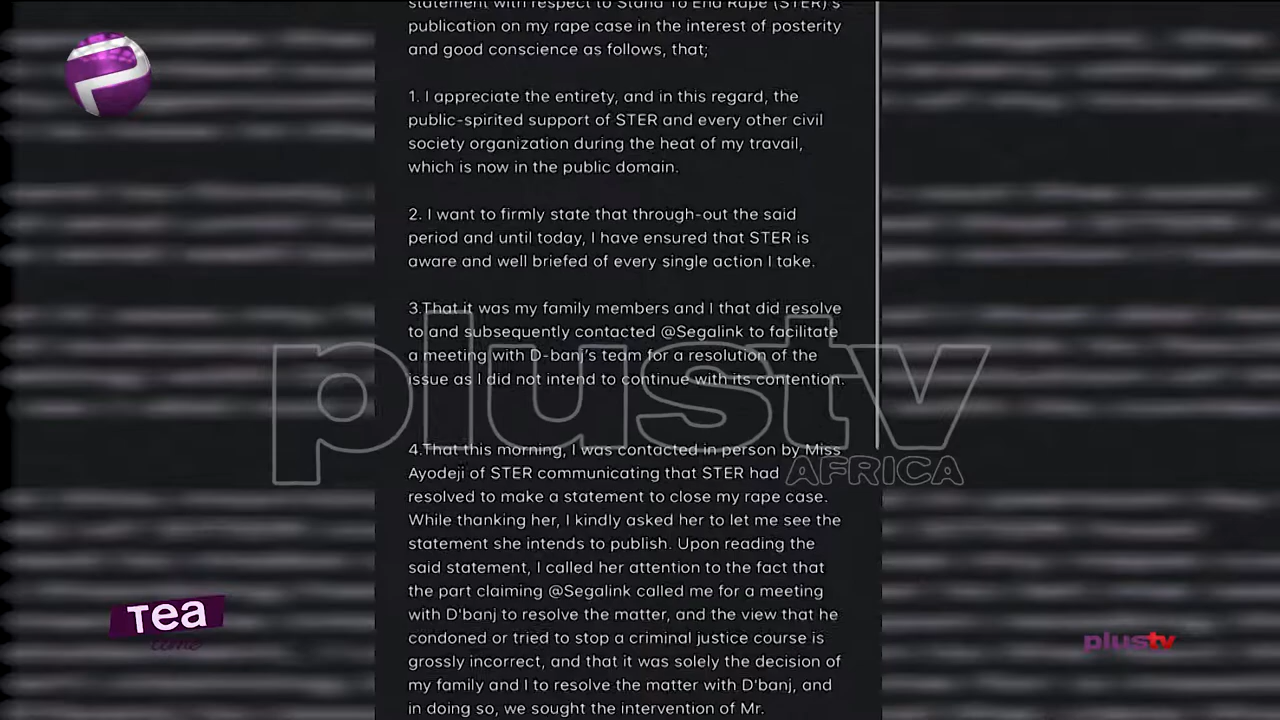 statement with respect to Stand To End Rape (STER)'s
publication on my rape case in the interest of posterity
and good conscience as follows, that;
1. I appreciate the entirety, and in this regard, the
public-spirited support of STER and every other civil
society organization during the heat of my travail,
which is now in the public domain.
2. I want to firmly state that through-out the said
period and until today, I have ensured that STER is
aware and well briefed of every single action I take.
3.That it was my family members and I that did resolve
to and subsequently contacted @Segalink to facilitate
a meeting with D-banj's team for a resolution of the
issue as I did not intend to continue with its contention.
4.That this morning, I was contacted in person by Miss
Ayodeji of STER communicating that STER had
resolved to make a statement to close my rape case.
While thanking her, I kindly asked her to let me see the
statement she intends to publish. Upon reading the
said statement, I called her attention to the fact that
the part claiming @Segalink called me for a meeting
with D'banj to resolve the matter, and the view that he
condoned or tried to stop a criminal justice course is
grossly incorrect, and that it was solely the decision of
my family and I to resolve the matter with D'banj, and
in doing so, we sought the intervention of Mr.
plustv
AFRICA
Tea
time
plustv